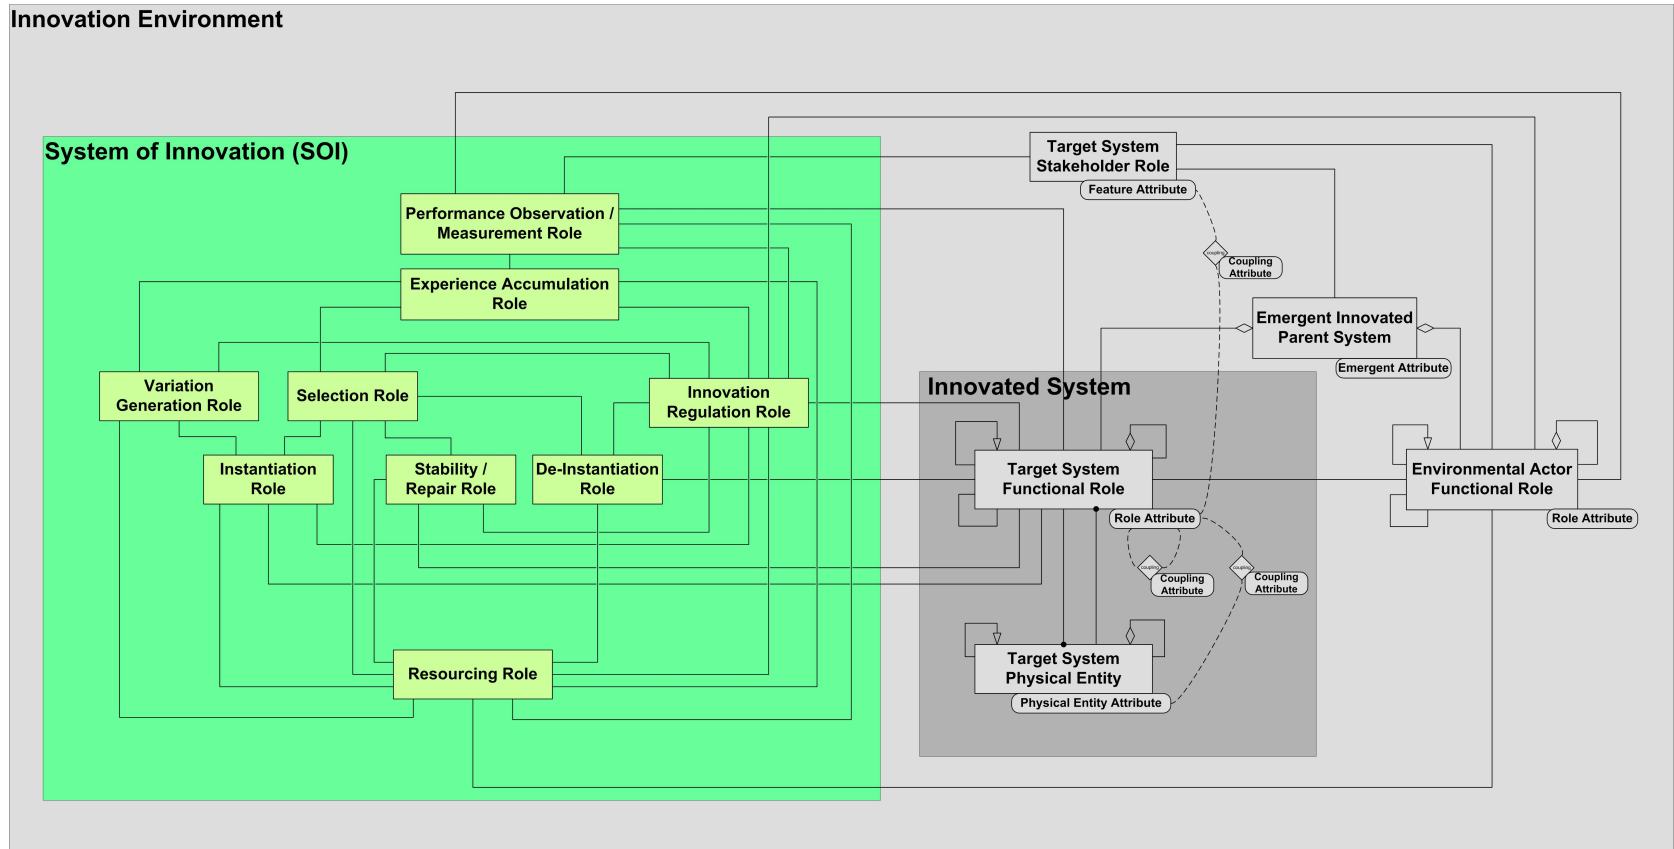 Innovation Environment
System of Innovation (SOI)
Performance Observation /
Measurement Role
Experience Accumulation
Role
Variation
Generation Role
Selection Role
Innovation
Regulation Role
Instantiation
Role
Stability /
Repair Role
De-Instantiation
Role
Resourcing Role
Target System
Stakeholder Role
Feature Attribute
coupling
Coupling
Attribute
Emergent Innovated
Parent System
Emergent Attribute
Innovated System
Target System
Functional Role
Role Attribute
coupling
Coupling
Attribute
coupling
Coupling
Attribute
Target System
Physical Entity
Physical Entity Attribute
Environmental Actor
Functional Role
Role Attribute